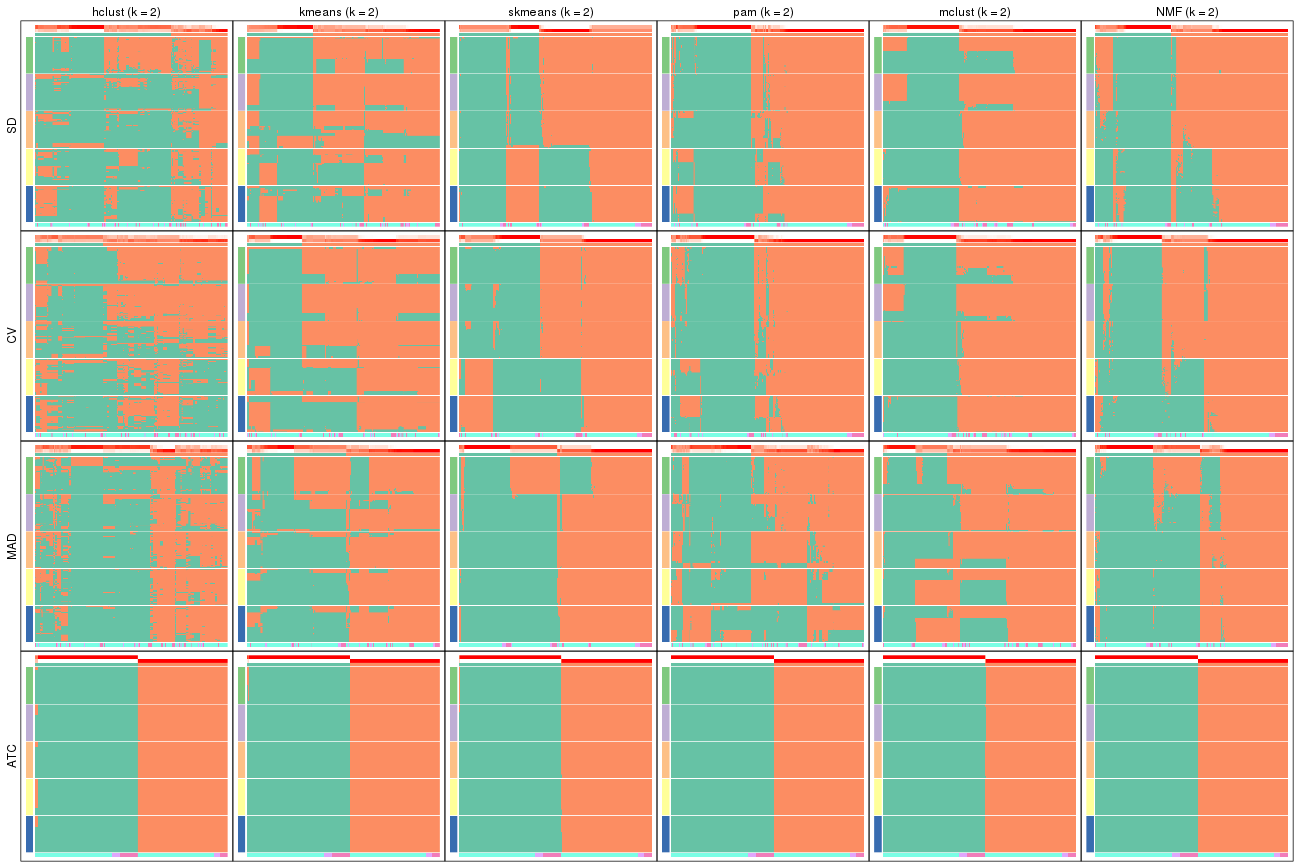 hclust (k = 2)
kmeans (k = 2)
skmeans (k = 2)
pam (k = 2)
mclust (k = 2)
NMF (k = 2)
SD
CV
MAD
ATC